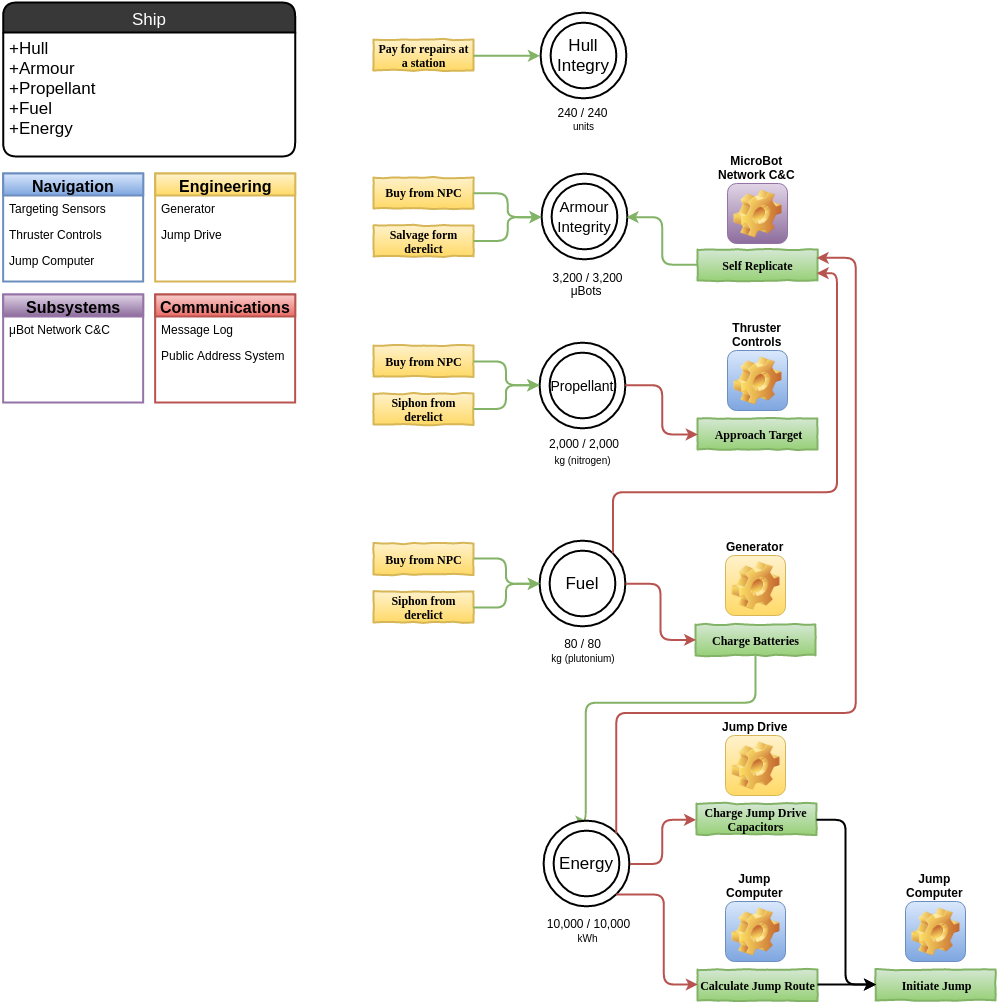 Ship
+Hull
+Armour
+Propellant
+Fuel
+Energy
Navigation
Targeting Sensors
Thruster Controls
Jump Computer
Engineering
Generator
Jump Drive
Subsystems
μBot Network C&C
Communications
Message Log
Public Address System
Pay for repairs at
a station
Hull
Integry
240 / 240
units
Buy from NPC
Salvage form
derelict
Armour
Integrity
3,200 / 3,200
μBots
MicroBot
Network C&C
Self Replicate
Buy from NPC
Siphon from
derelict
Propellant
2,000 / 2,000
kg (nitrogen)
Thruster
Controls
Approach Target
Buy from NPC
Siphon from
derelict
Fuel
80 / 80
kg (plutonium)
Generator
Charge Batteries
Jump Drive
Charge Jump Drive
Capacitors
Energy
10,000 / 10,000
kWh
Jump
Computer
Calculate Jump Route
Jump
Computer
Initiate Jump